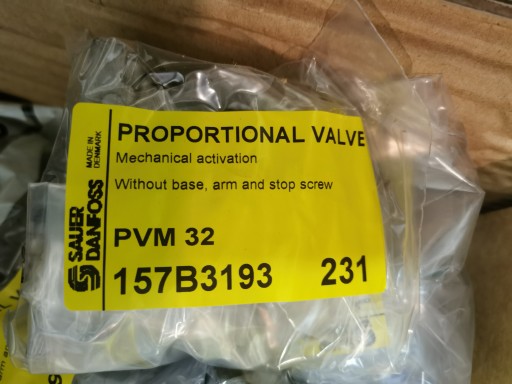 PROPORTIONAL VALVE
Mechanical activation
Without base, arm and stop screw
PVM 32
157B3193 231
SAUER
DANFOSS
MADE IN
DENMARK